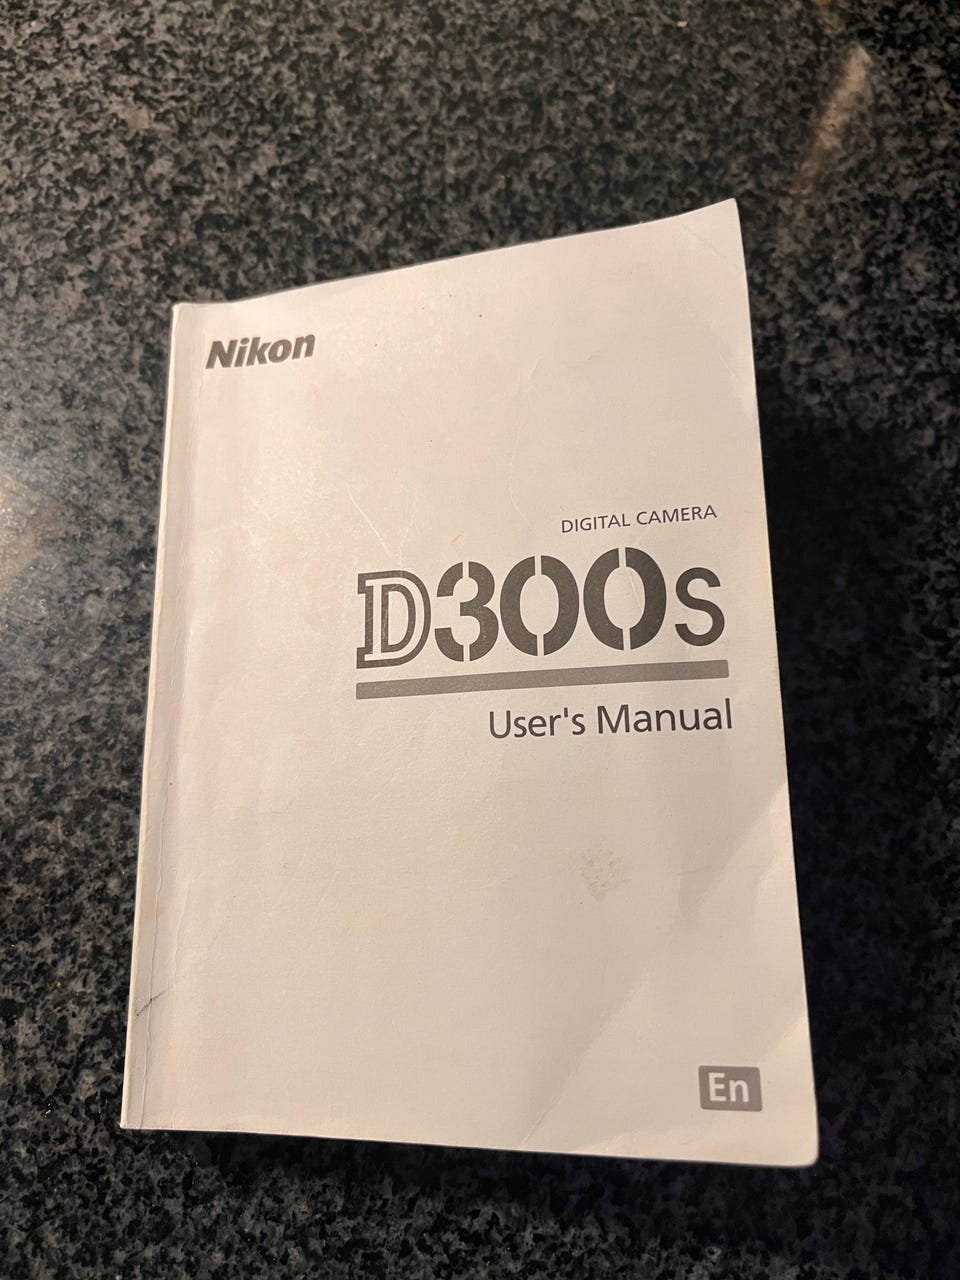 Nikon
DIGITAL CAMERA
D300s
User's Manual
En